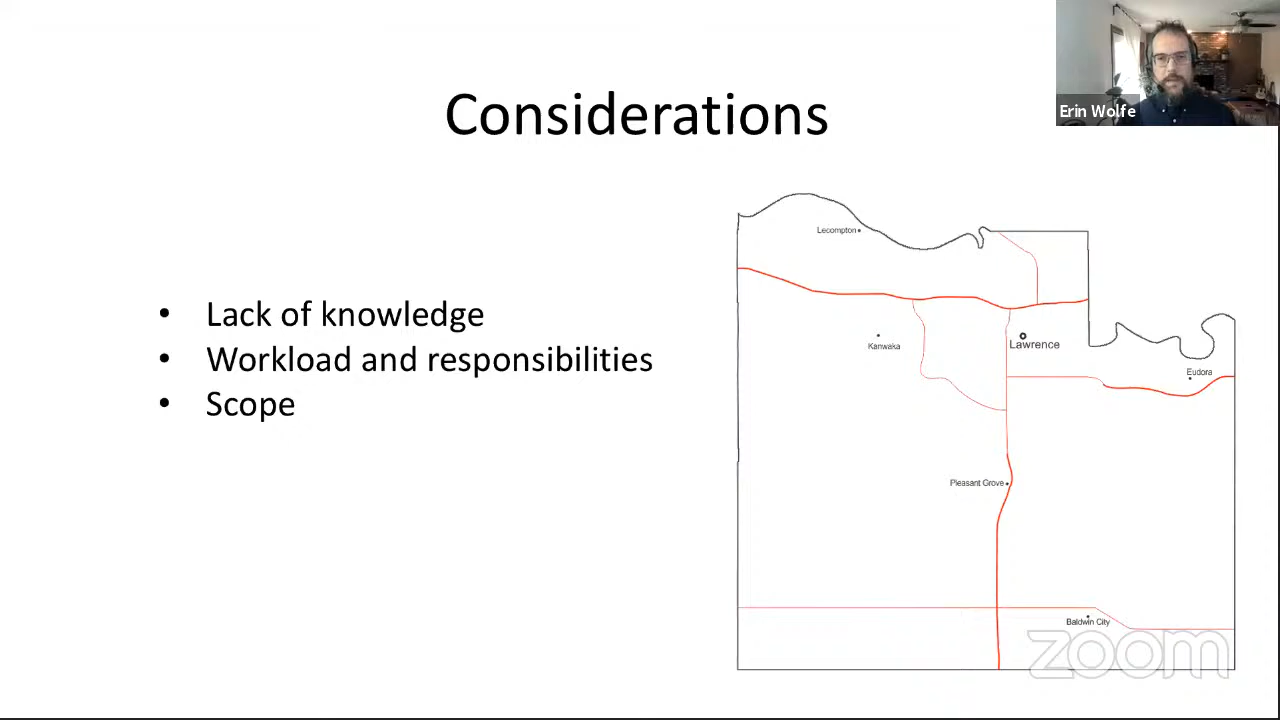 Erin Wolfe
Considerations
• Lack of knowledge
• Workload and responsibilities
• Scope
Lecompton
Kanwaka
Lawrence
Eudora
Pleasant Grove
Baldwin City
zoom